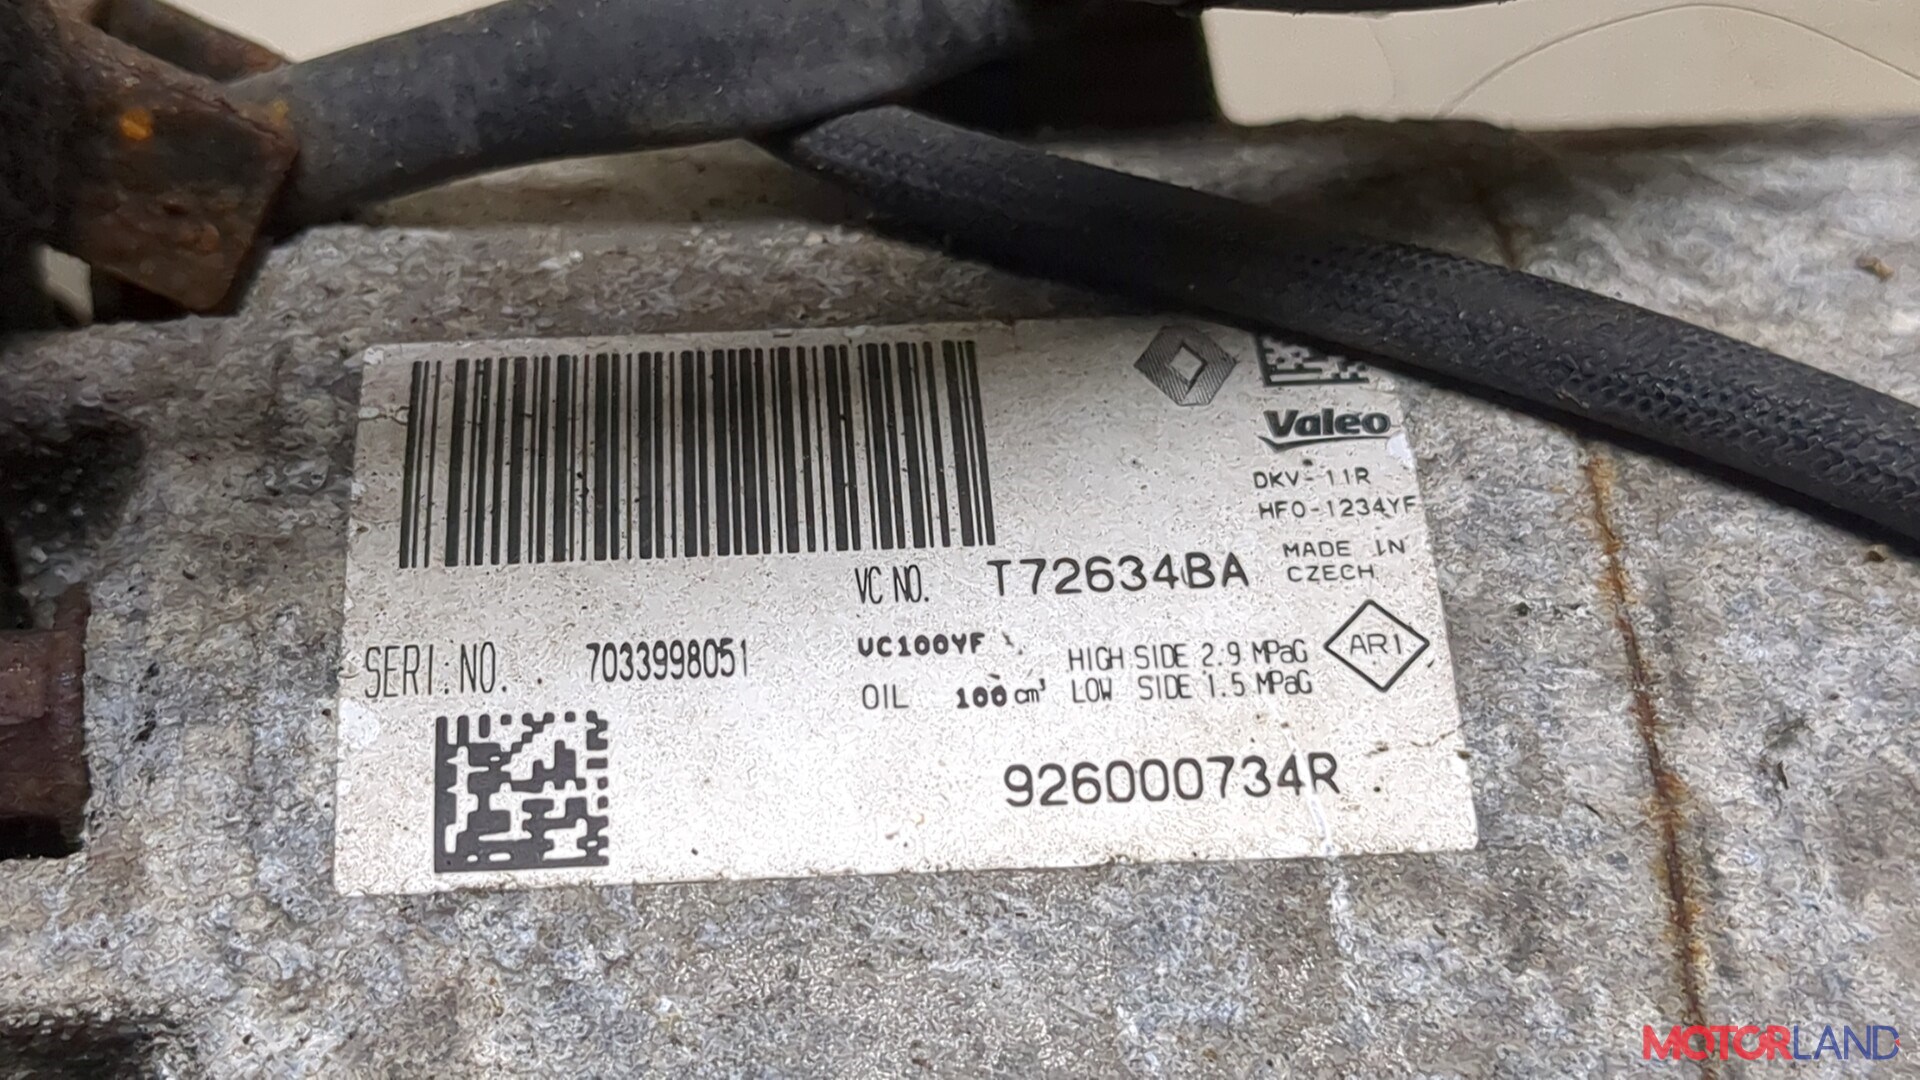 Valeo
DKV-11R
HFO-1234YF
MADE IN
CZECH
VC NO. T72634BA
SERI.NO. . 7033998051
VC100YF
OIL 100 cm³
HIGH SIDE 2.9 MPaG
LOW SIDE 1.5 MPaG
AR1
926000734R
MOTORLAND